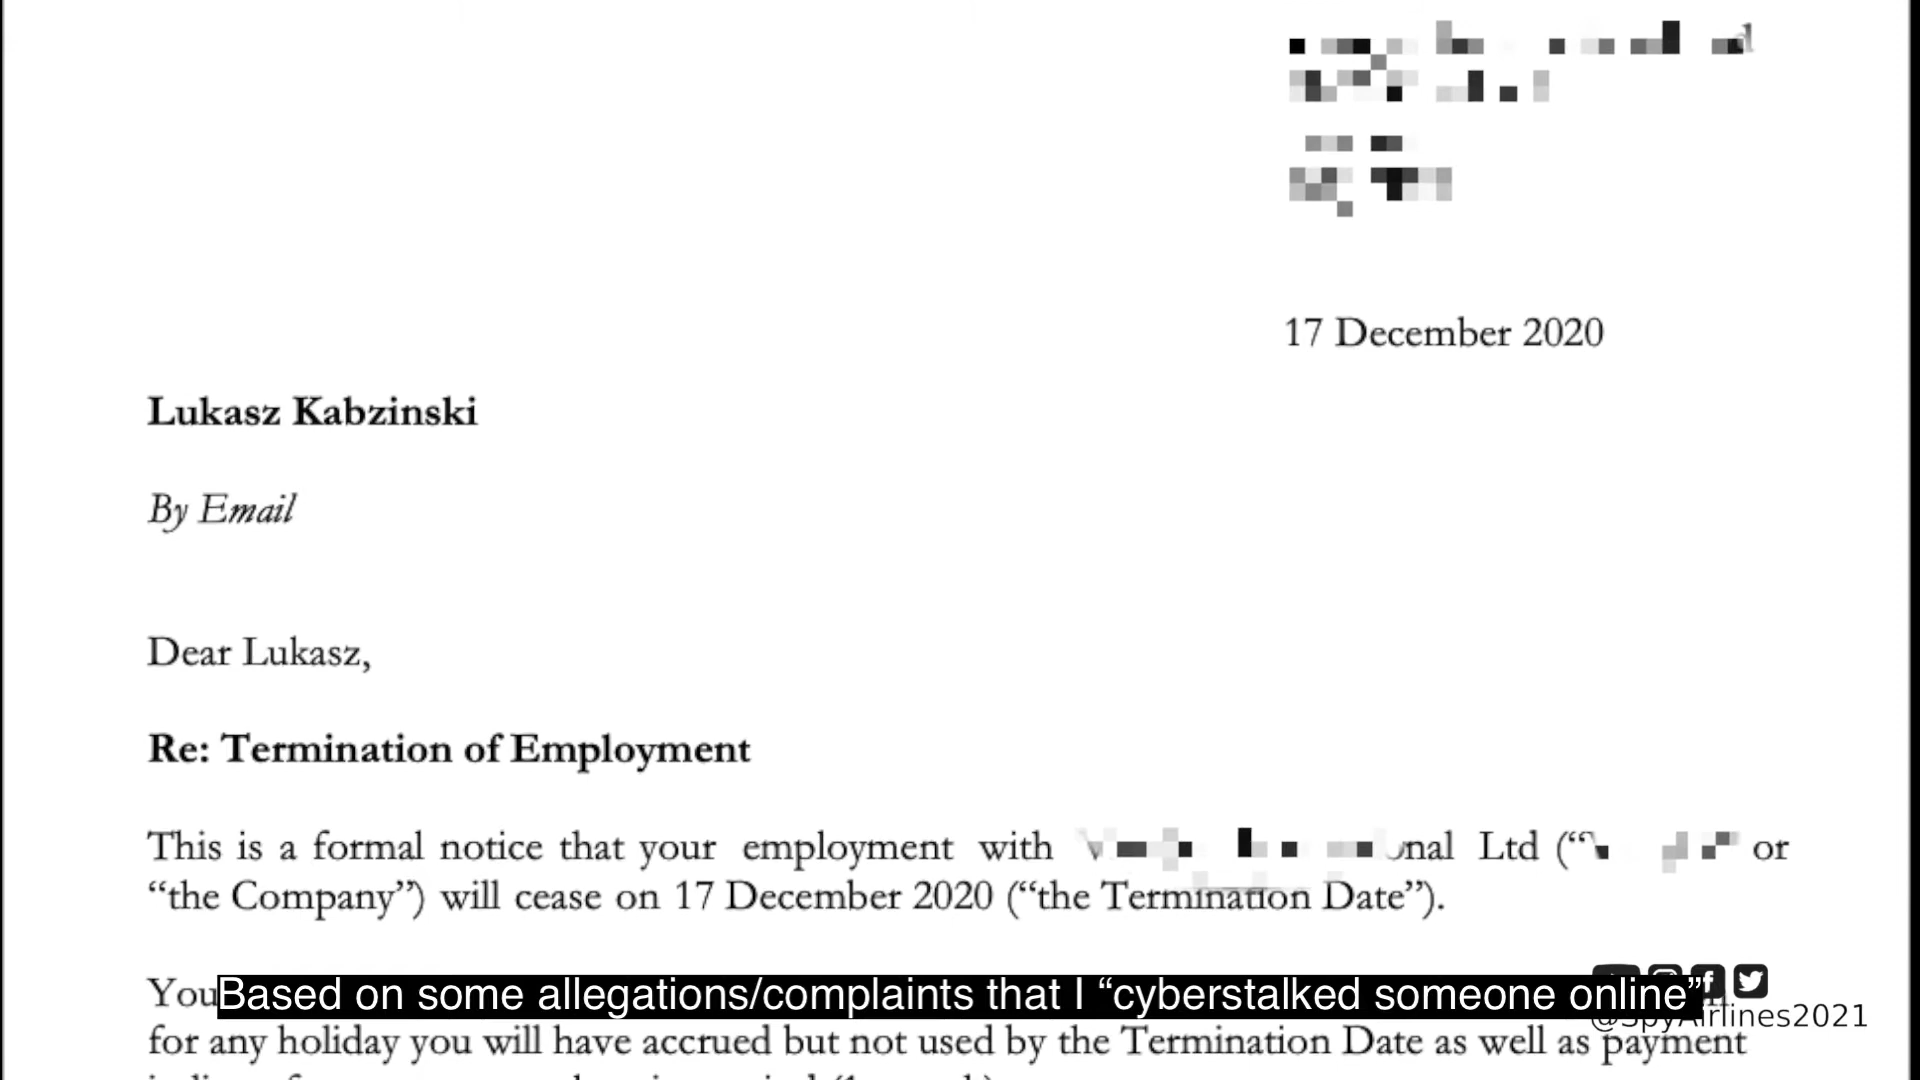 17 December 2020
Lukasz Kabzinski
By Email
Dear Lukasz,
Re: Termination of Employment
This is a formal notice that your employment with Ltd (“ or
“the Company”) will cease on 17 December 2020 (“the Termination Date”).
You
Based on some allegations/complaints that I “cyberstalked someone online”
@SpyAirlines2021
for any holiday you will have accrued but not used by the Termination Date as well as payment